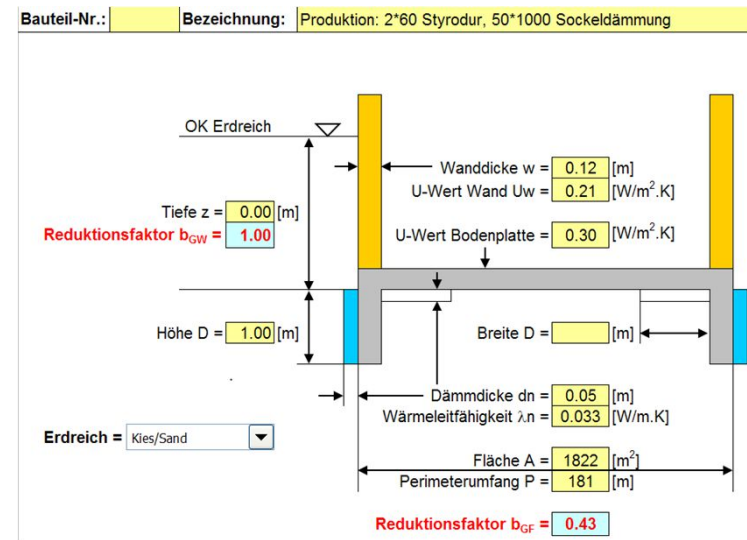 Bauteil-Nr.: Bezeichnung: Produktion: 2*60 Styrodur, 50*1000 Sockeldämmung
OK Erdreich
Wanddicke w = 0.12 [m]
U-Wert Wand Uw = 0.21 [W/m².K]
Tiefe z = 0.00 [m]
Reduktionsfaktor bGW = 1.00
U-Wert Bodenplatte = 0.30 [W/m².K]
Höhe D = 1.00 [m]
Breite D = [m]
Dämmdicke dn = 0.05 [m]
Wärmeleitfähigkeit λn = 0.033 [W/m.K]
Erdreich = Kies/Sand
Fläche A = 1822 [m²]
Perimeterumfang P = 181 [m]
Reduktionsfaktor bGF = 0.43